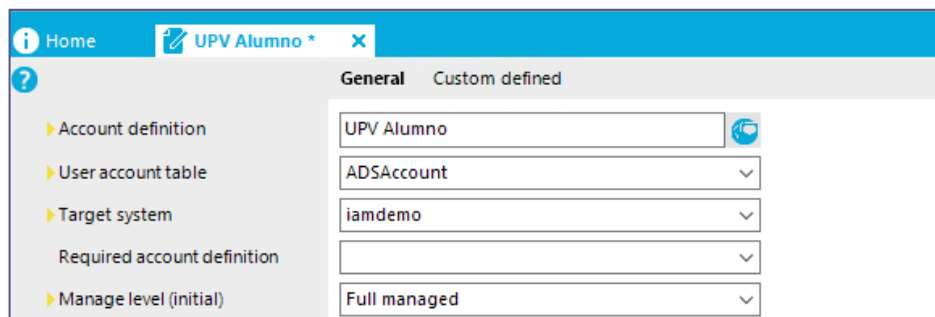 Home UPV Alumno *
General Custom defined
Account definition UPV Alumno
User account table ADSAccount
Target system iamdemo
Required account definition
Manage level (initial) Full managed